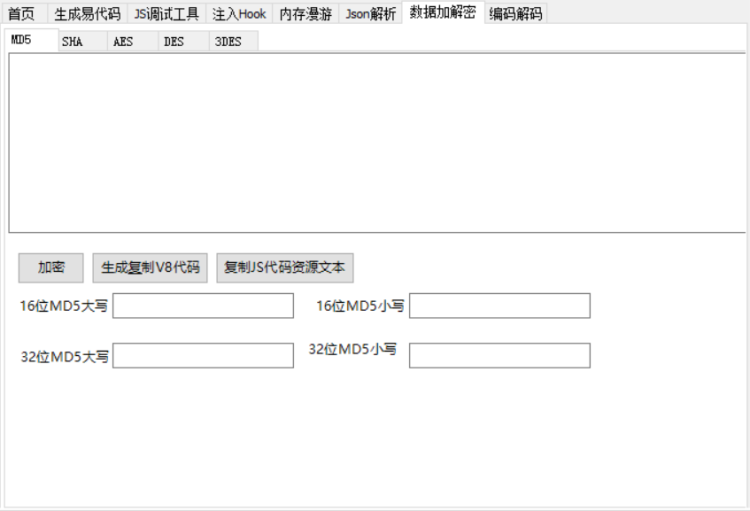 首页 生成易代码 JS调试工具 注入Hook 内存漫游 Json解析 数据加解密 编码解码
MD5 SHA AES DES 3DES
加密 生成复制V8代码 复制JS代码资源文本
16位MD5大写 16位MD5小写
32位MD5大写 32位MD5小写